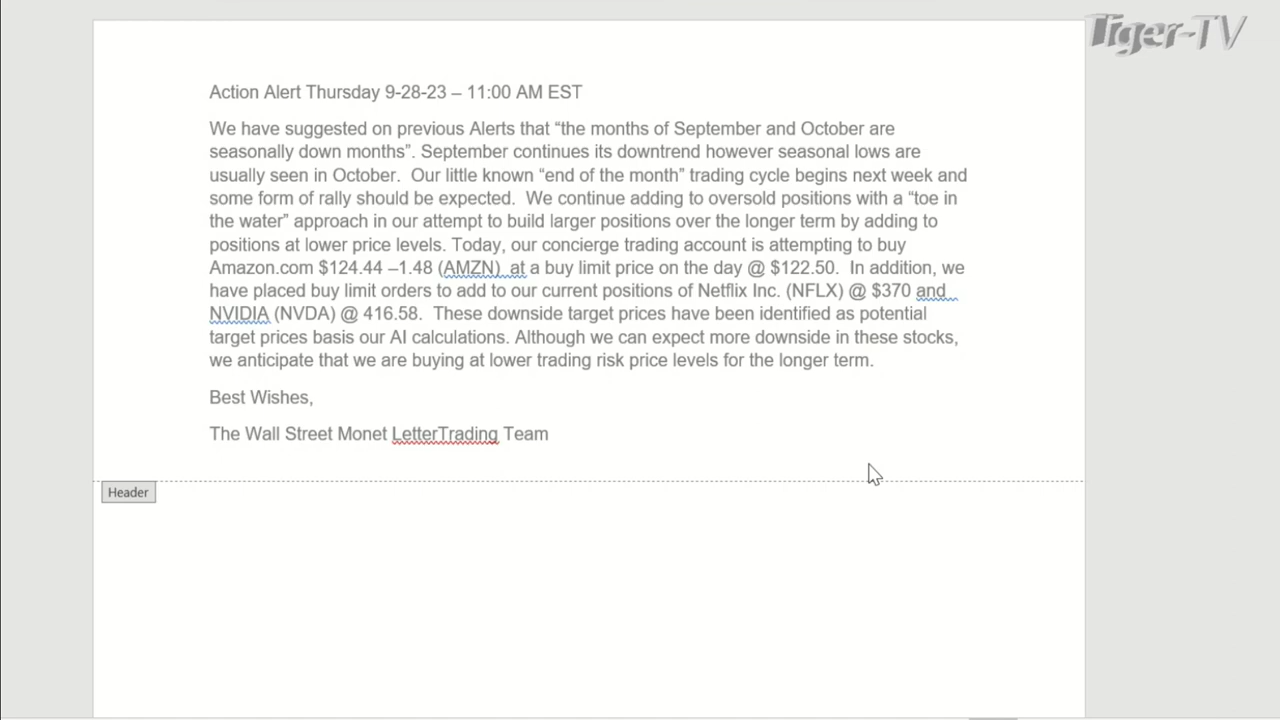 Tiger-TV
Action Alert Thursday 9-28-23 – 11:00 AM EST
We have suggested on previous Alerts that “the months of September and October are
seasonally down months”. September continues its downtrend however seasonal lows are
usually seen in October.  Our little known “end of the month” trading cycle begins next week and
some form of rally should be expected.  We continue adding to oversold positions with a “toe in
the water” approach in our attempt to build larger positions over the longer term by adding to
positions at lower price levels. Today, our concierge trading account is attempting to buy
Amazon.com $124.44 –1.48 (AMZN)  at a buy limit price on the day @ $122.50.  In addition, we
have placed buy limit orders to add to our current positions of Netflix Inc. (NFLX) @ $370 and
NVIDIA (NVDA) @ 416.58.  These downside target prices have been identified as potential
target prices basis our AI calculations. Although we can expect more downside in these stocks,
we anticipate that we are buying at lower trading risk price levels for the longer term.
Best Wishes,
The Wall Street Monet LetterTrading Team
Header